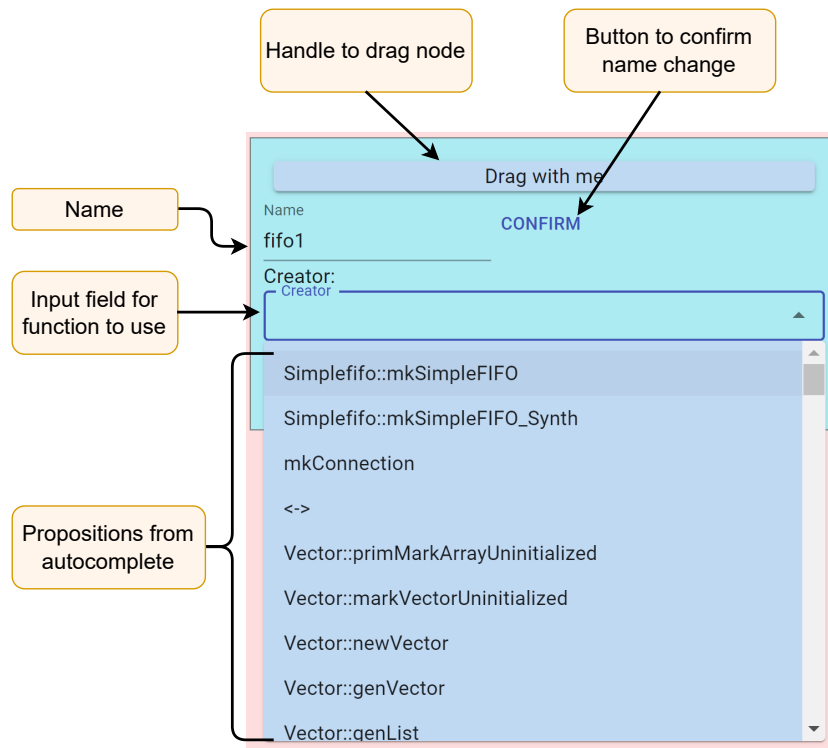 Handle to drag node
Button to confirm
name change
Drag with me
Name
Name
CONFIRM
fifo1
Creator:
Creator
Input field for
function to use
Simplefifo::mkSimpleFIFO
Simplefifo::mkSimpleFIFO_Synth
mkConnection
<->
Propositions from
autocomplete
Vector::primMarkArrayUninitialized
Vector::markVectorUninitialized
Vector::newVector
Vector::genVector
Vector::genList